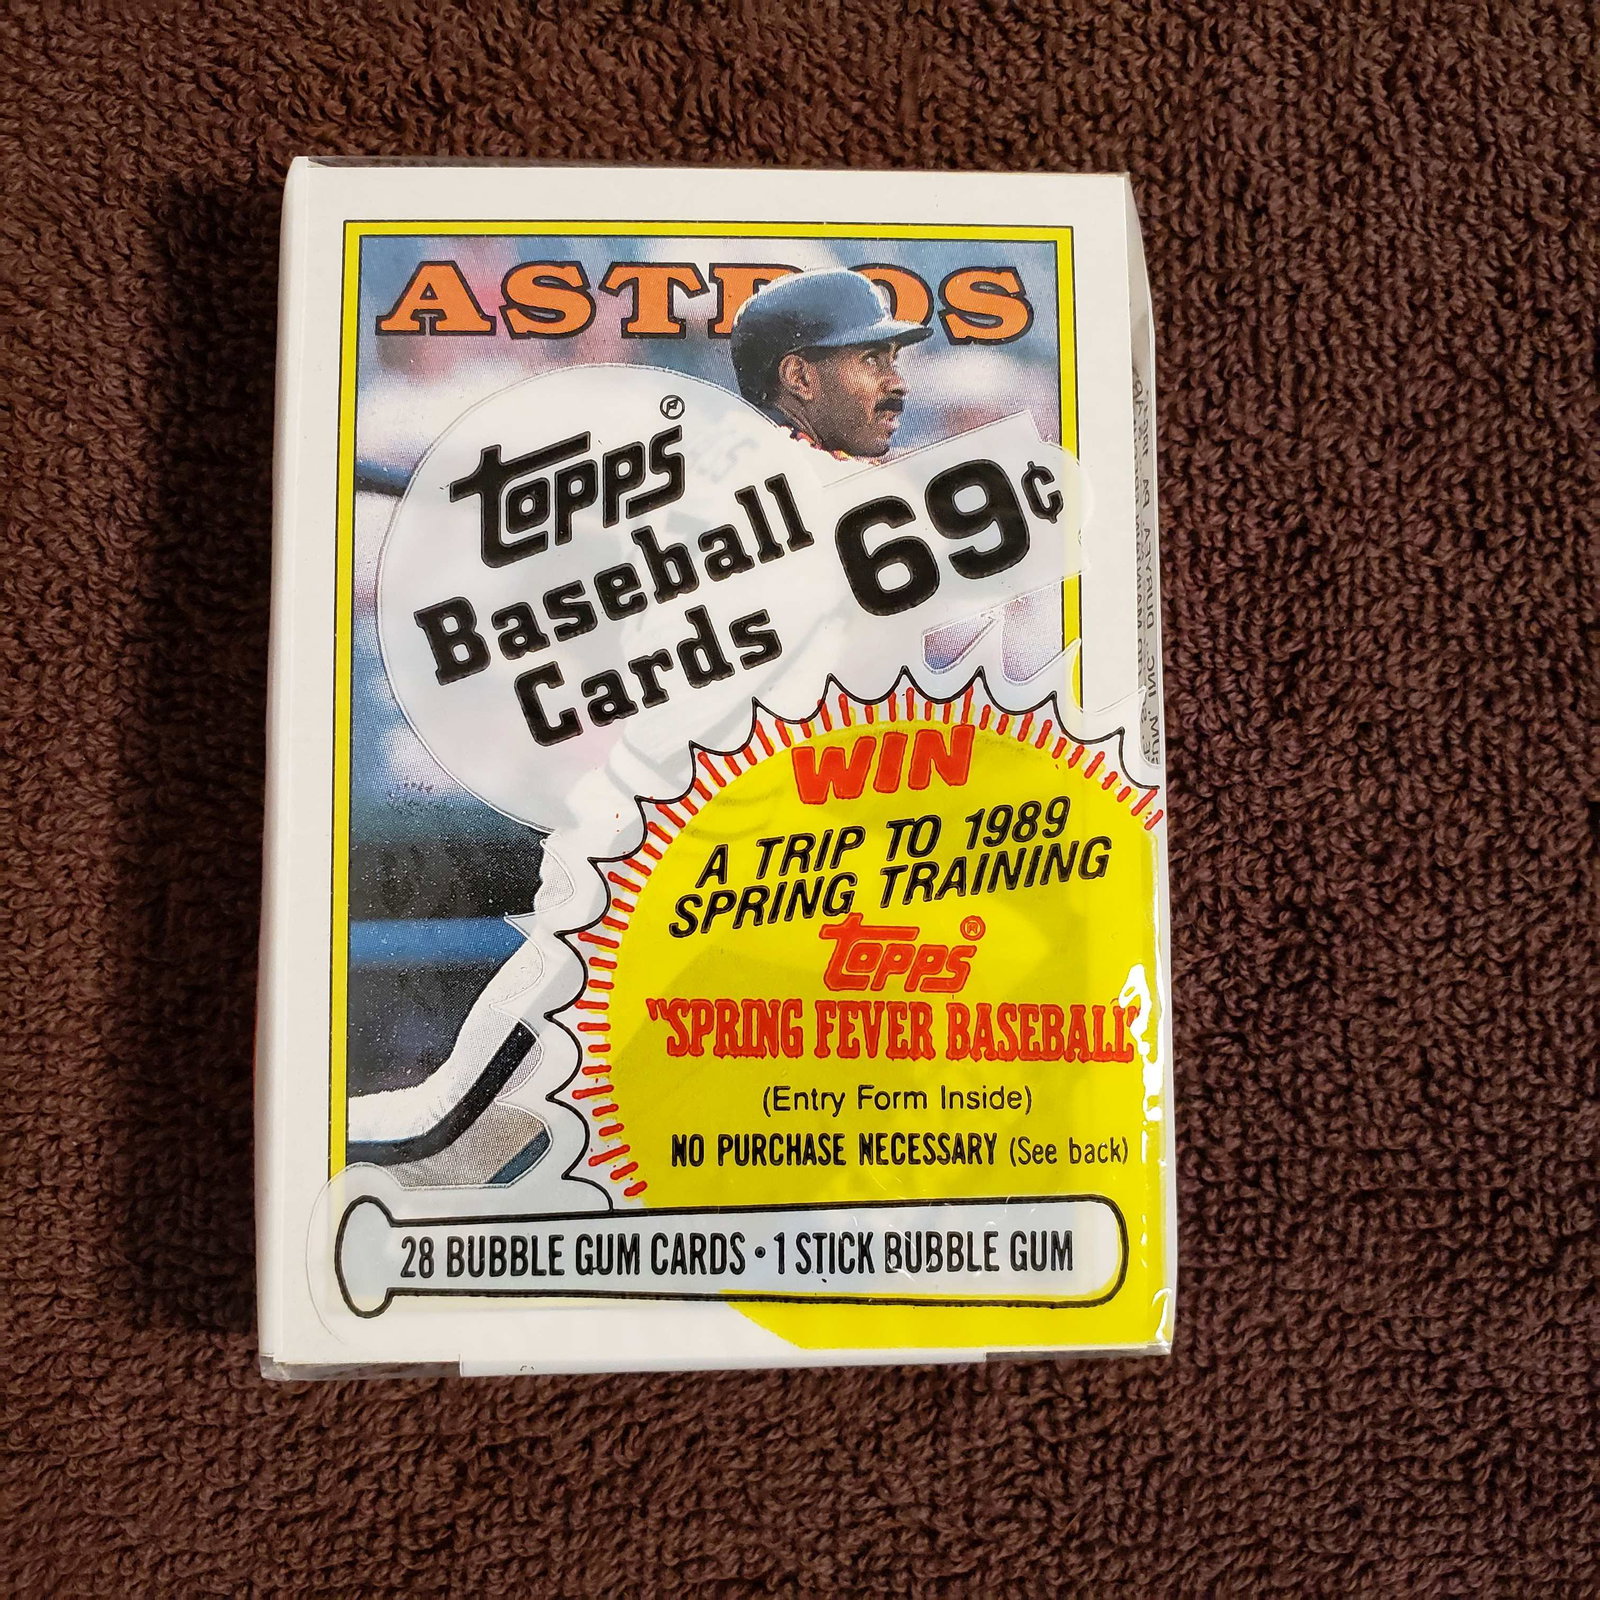 ASTROS
Topps®
Baseball
Cards
69¢
WIN
A TRIP TO 1989
SPRING TRAINING
Topps®
"SPRING FEVER BASEBALL"
(Entry Form Inside)
NO PURCHASE NECESSARY (See back)
28 BUBBLE GUM CARDS • 1 STICK BUBBLE GUM